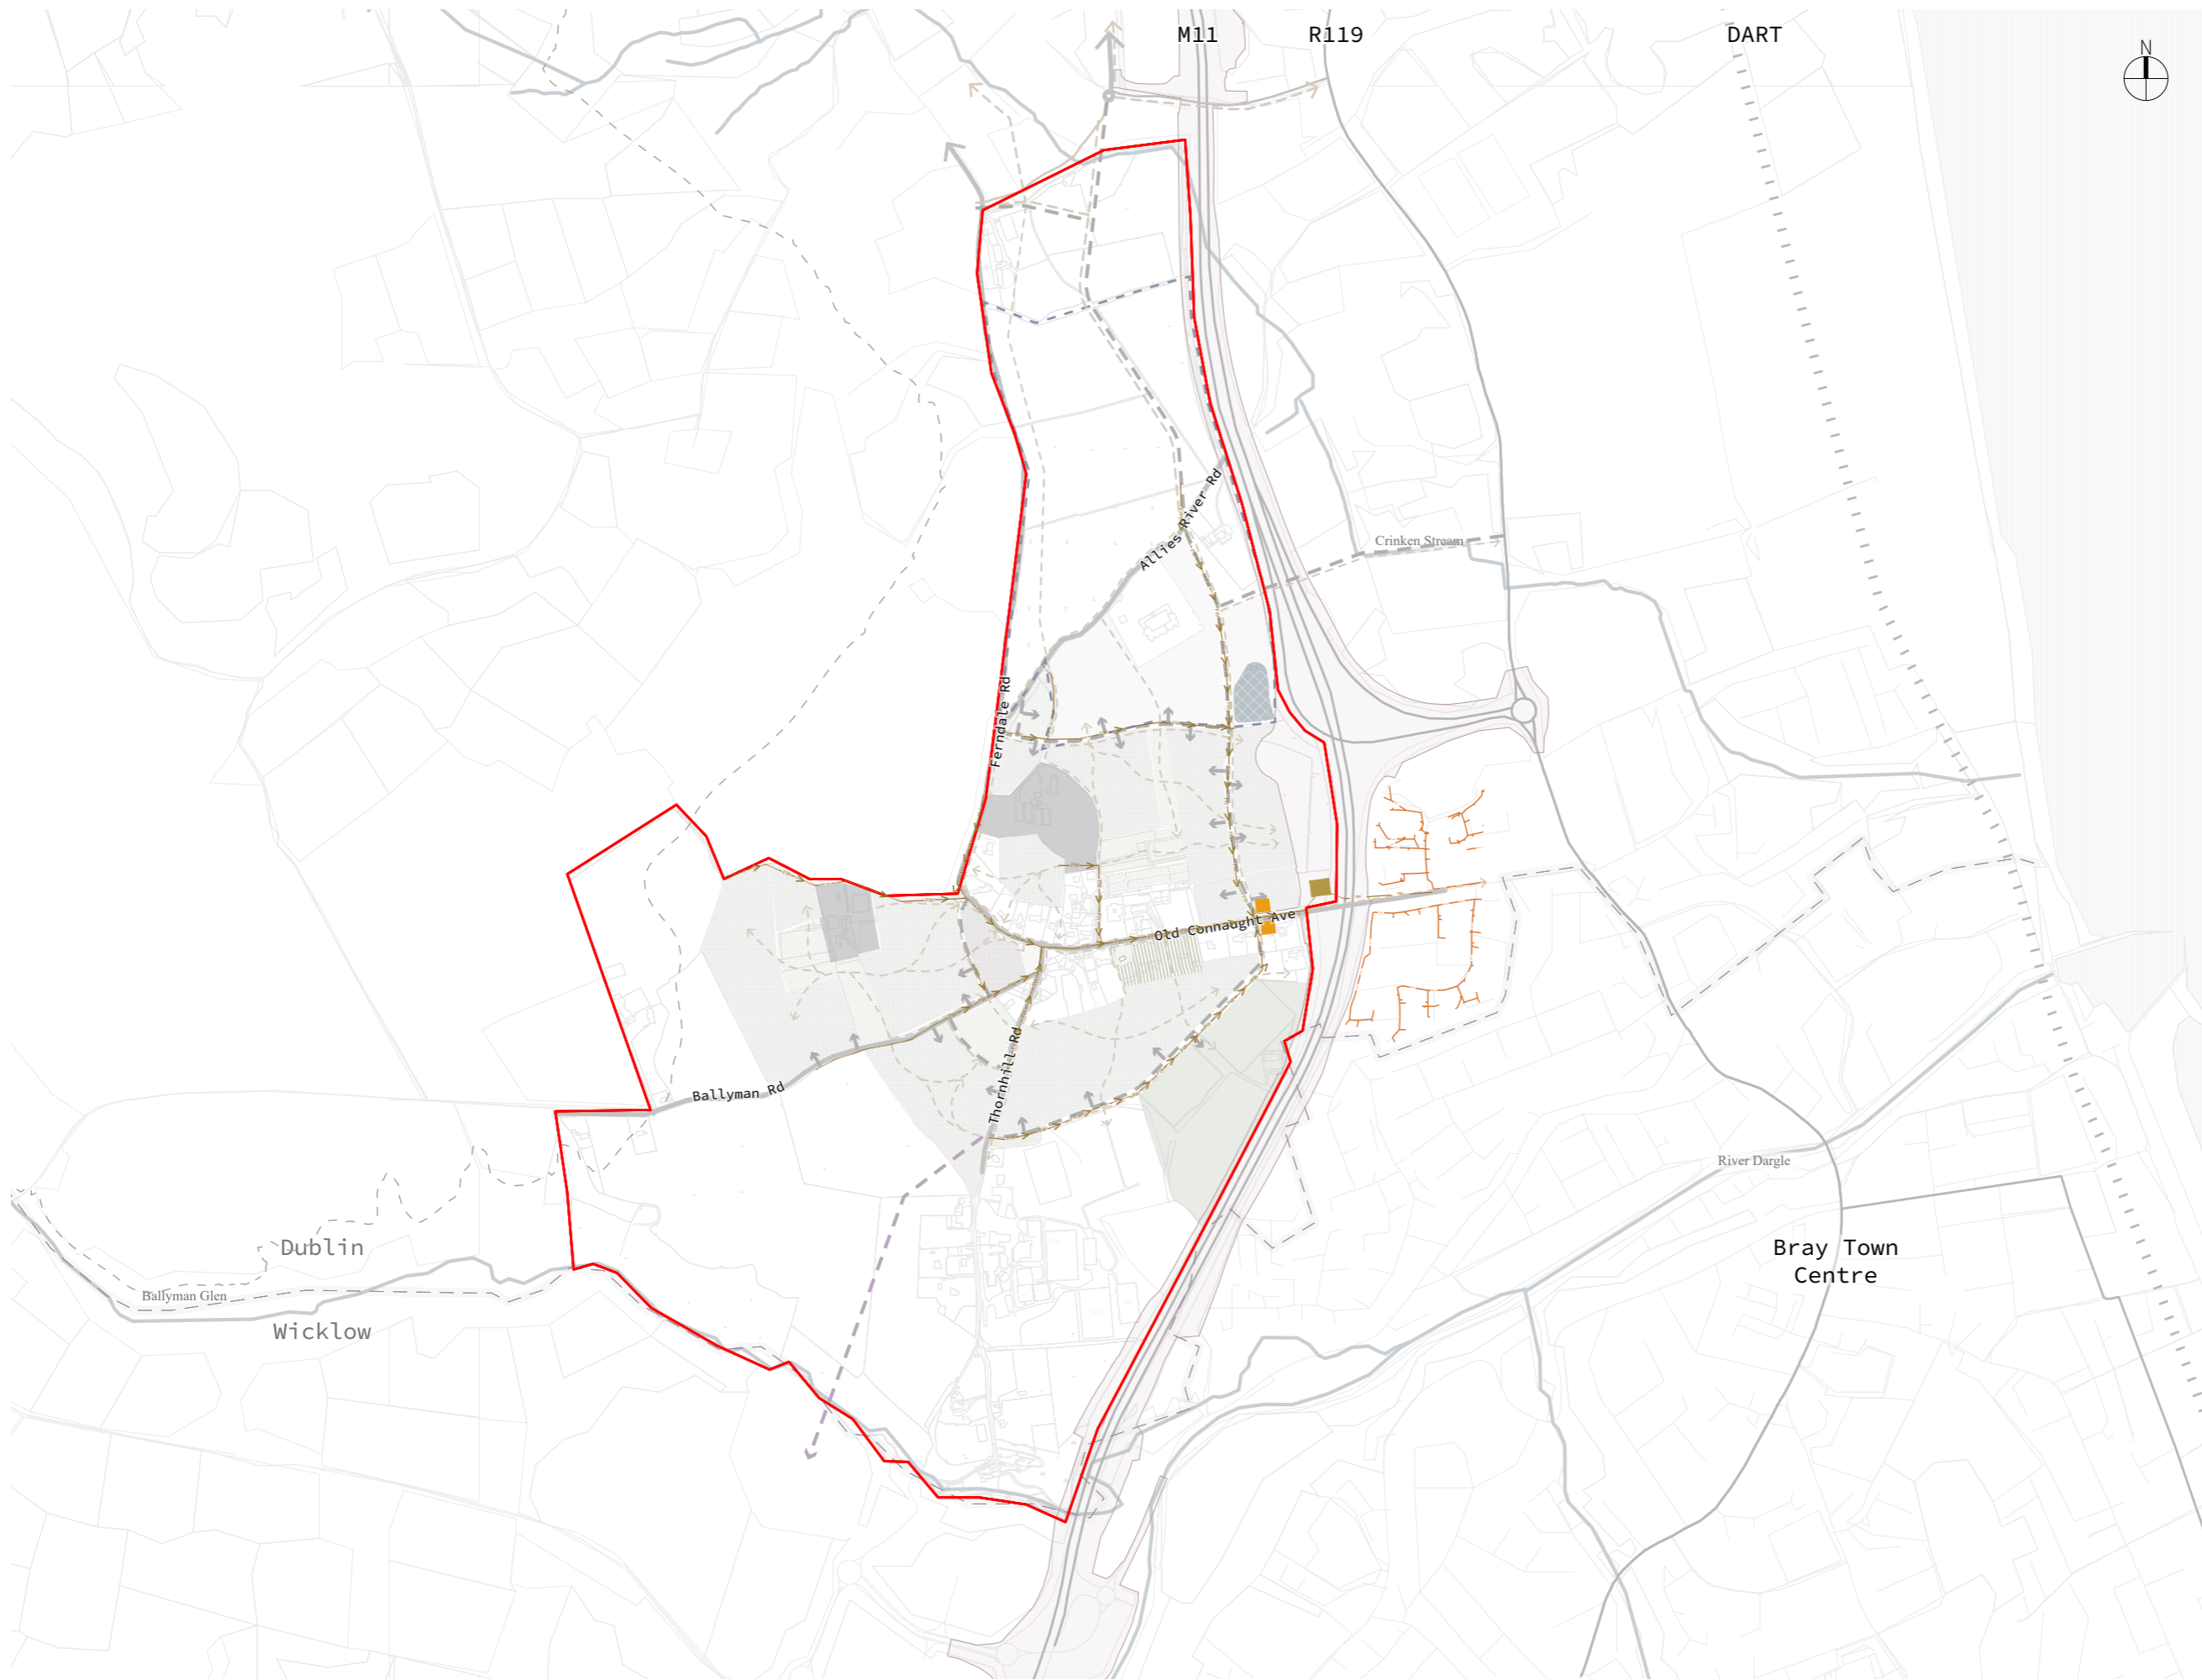 M11
R119
DART
N
Allies River Rd
Crinken Stream
Ferndale Rd
Old Connaught Ave
Thornhill Rd
Ballyman Rd
River Dargle
Dublin
Bray Town
Centre
Ballyman Glen
Wicklow